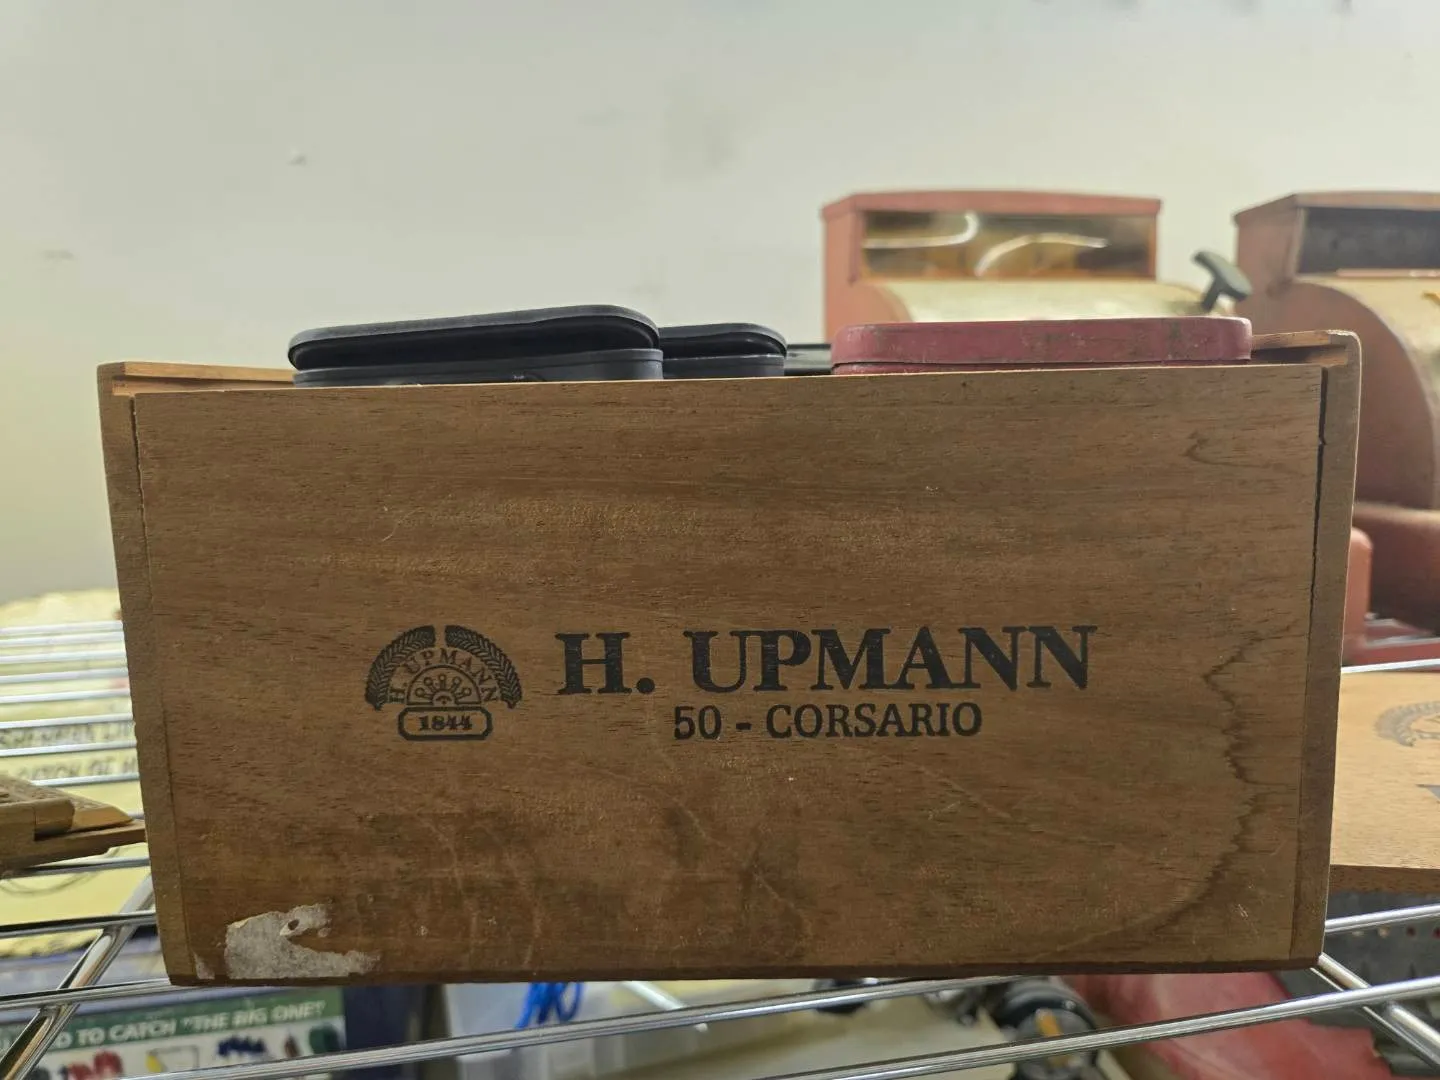 H. UPMANN
1844
H. UPMANN
50 - CORSARIO
D TO CATCH "THE BIG ONE?